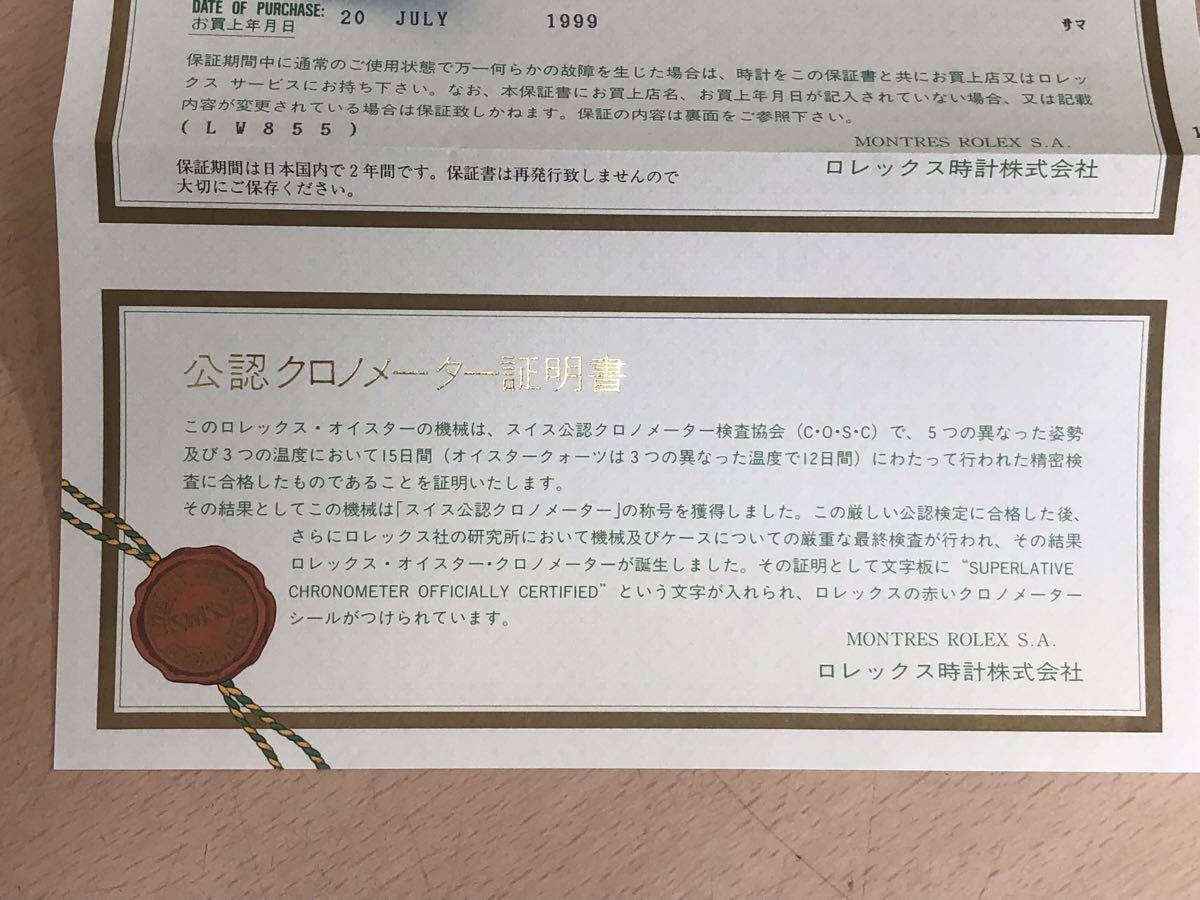 DATE OF PURCHASE: 20 JULY 1999
お買上年月日 サマ
保証期間中に通常のご使用状態で万一何らかの故障を生じた場合は、時計をこの保証書と共にお買上店又はロレッ
クス サービスにお持ち下さい。なお、本保証書にお買上店名、お買上年月日が記入されていない場合、又は記載
内容が変更されている場合は保証致しかねます。保証の内容は裏面をご参照下さい。
(LW855)
MONTRES ROLEX S.A.
ロレックス時計株式会社
保証期間は日本国内で2年間です。保証書は再発行致しませんので
大切にご保存ください。
公認クロノメーター証明書
このロレックス・オイスターの機械は、スイス公認クロノメーター検査協会(C・O・S・C)で、5つの異なった姿勢
及び3つの温度において15日間(オイスタークォーツは3つの異なった温度で12日間)にわたって行われた精密検
査に合格したものであることを証明いたします。
その結果としてこの機械は「スイス公認クロノメーター」の称号を獲得しました。この厳しい公認検定に合格した後、
さらにロレックス社の研究所において機械及びケースについての厳重な最終検査が行われ、その結果
ロレックス・オイスター・クロノメーターが誕生しました。その証明として文字板に “SUPERLATIVE
CHRONOMETER OFFICIALLY CERTIFIED” という文字が入れられ、ロレックスの赤いクロノメーター
シールがつけられています。
MONTRES ROLEX S.A.
ロレックス時計株式会社
SWISS